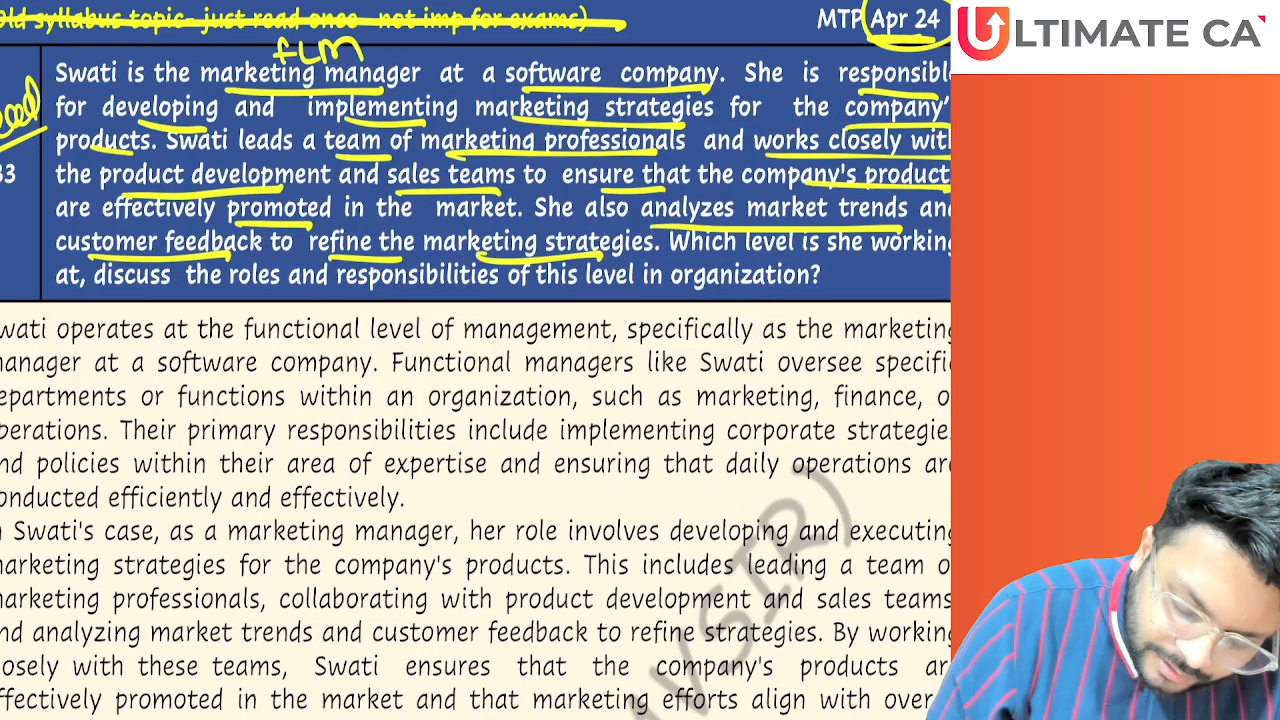 Old syllabus topic- just read once not imp for exams)
MTP Apr 24
ULTIMATE CA
FLM
Swati is the marketing manager at a software company. She is responsibl
for developing and implementing marketing strategies for the company'
products. Swati leads a team of marketing professionals and works closely with
33 the product development and sales teams to ensure that the company's product
are effectively promoted in the market. She also analyzes market trends an
customer feedback to refine the marketing strategies. Which level is she working
at, discuss the roles and responsibilities of this level in organization?
wati operates at the functional level of management, specifically as the marketing
anager at a software company. Functional managers like Swati oversee specifi
epartments or functions within an organization, such as marketing, finance, o
perations. Their primary responsibilities include implementing corporate strategie
nd policies within their area of expertise and ensuring that daily operations ar
onducted efficiently and effectively.
n Swati's case, as a marketing manager, her role involves developing and executing
marketing strategies for the company's products. This includes leading a team o
marketing professionals, collaborating with product development and sales teams
nd analyzing market trends and customer feedback to refine strategies. By working
losely with these teams, Swati ensures that the company's products ar
ffectively promoted in the market and that marketing efforts align with over